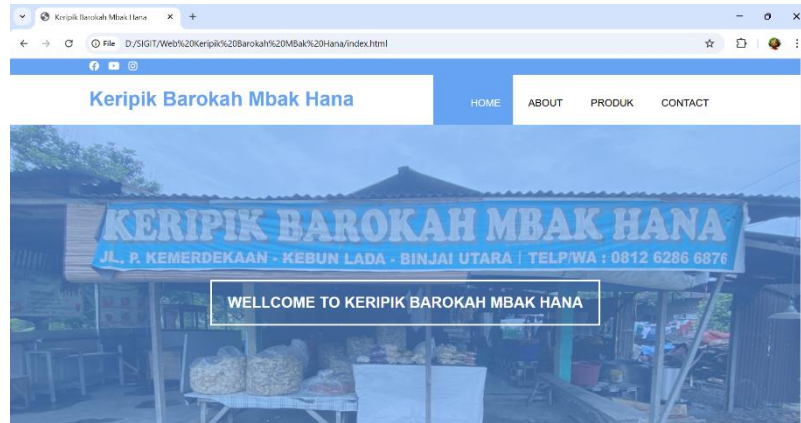 Keripik Barokah Mbak Hana
File D:/SIGIT/Web%20Keripik%20Barokah%20MBak%20Hana/index.html
Keripik Barokah Mbak Hana
HOME ABOUT PRODUK CONTACT
KERIPIK BAROKAH MBAK HANA
JL. P. KEMERDEKAAN - KEBUN LADA - BINJAI UTARA | TELP/WA : 0812 6286 6876
WELLCOME TO KERIPIK BAROKAH MBAK HANA